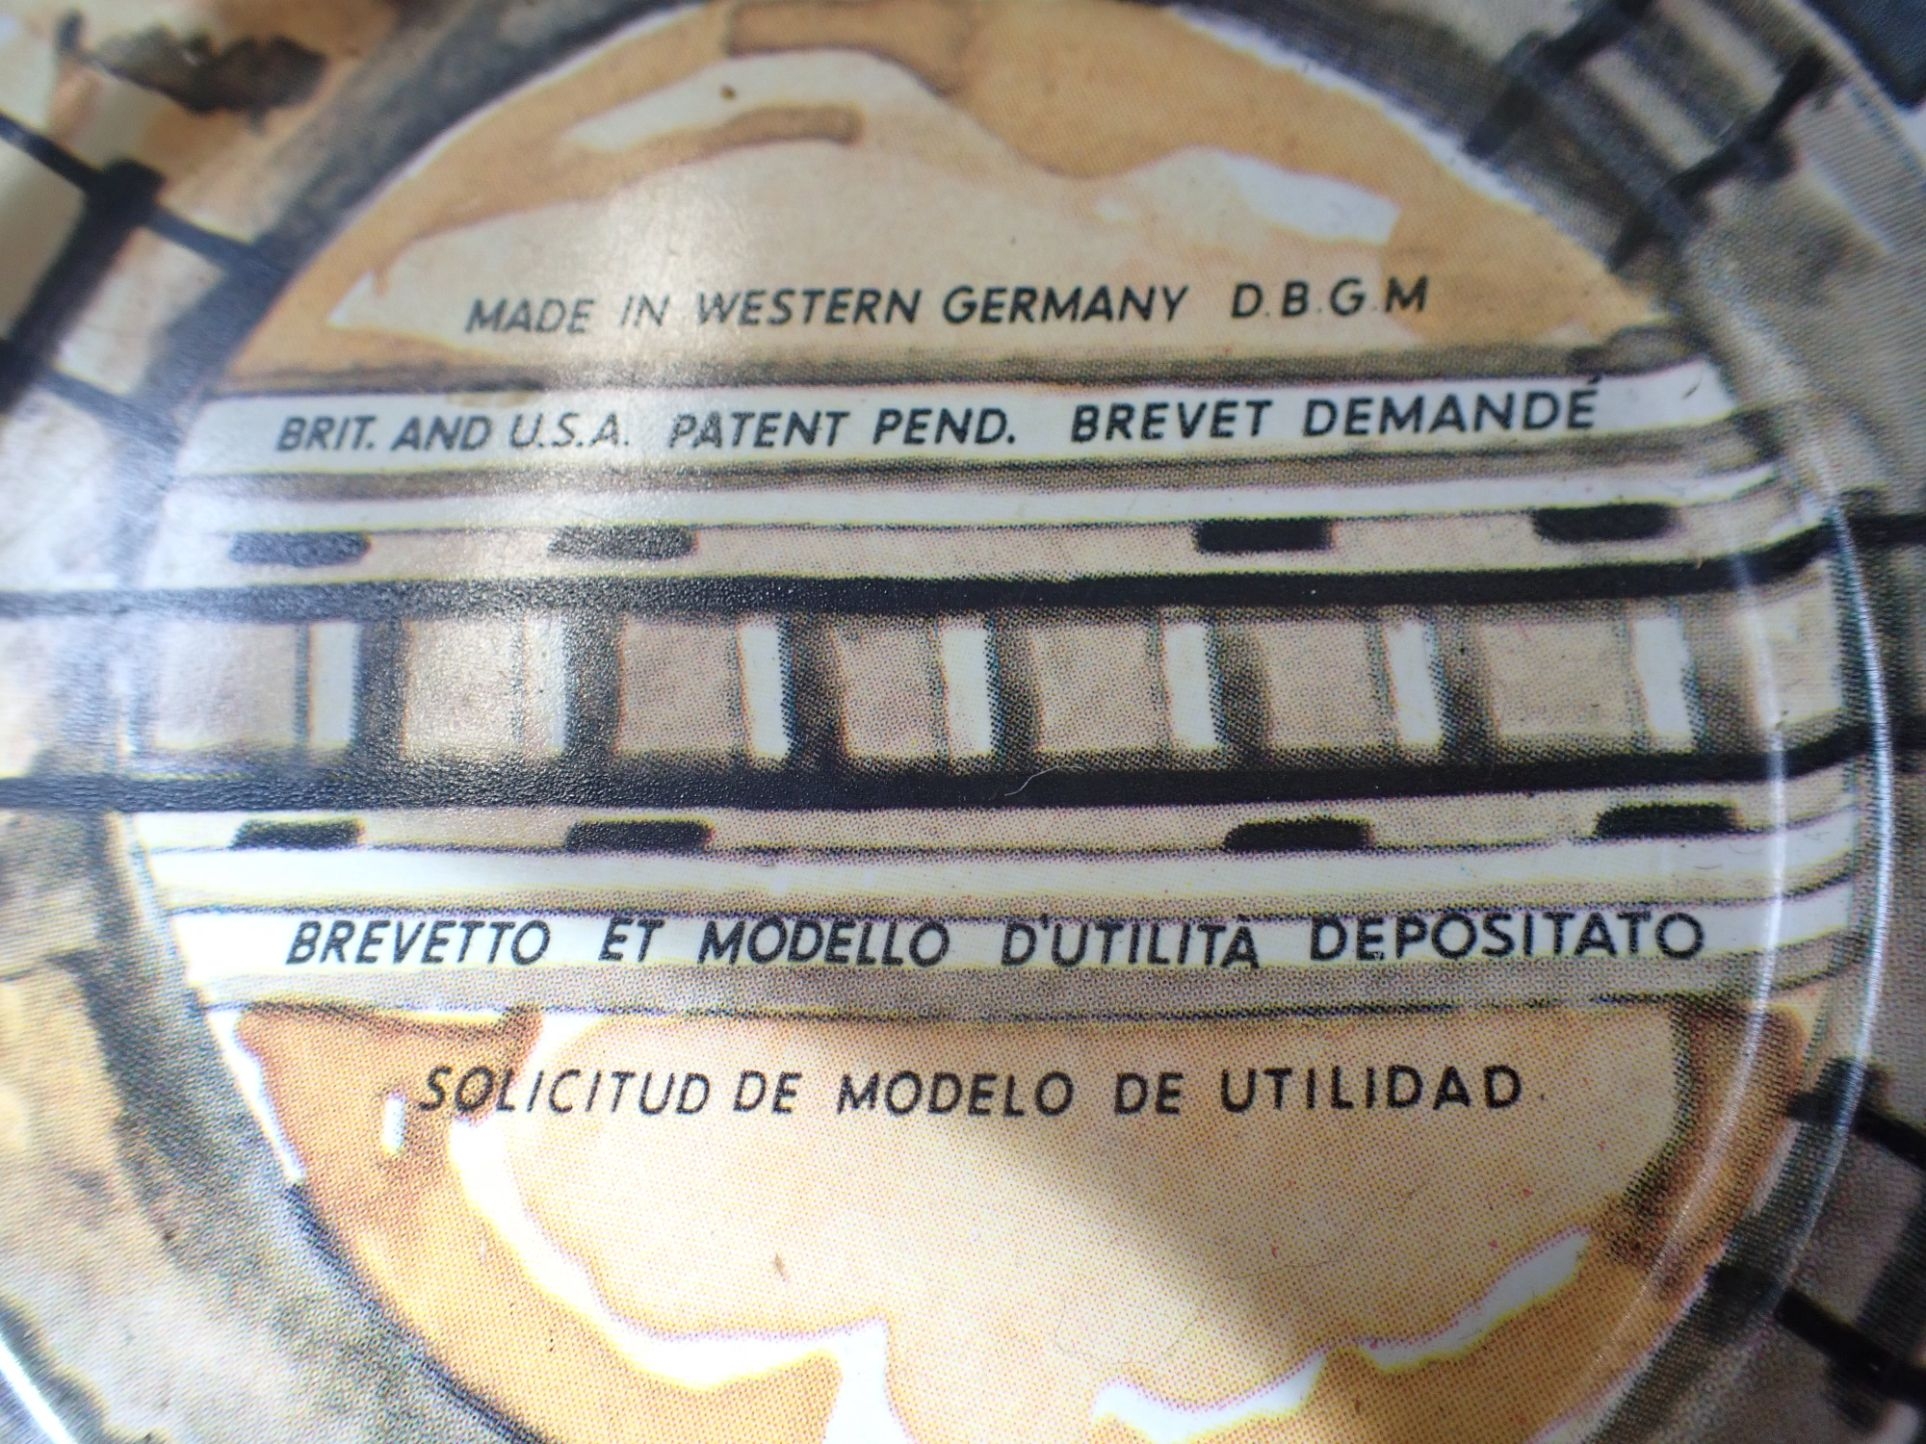 MADE IN WESTERN GERMANY D.B.G.M
BRIT. AND U.S.A. PATENT PEND. BREVET DEMANDÉ
BREVETTO ET MODELLO D'UTILITÀ DEPOSITATO
SOLICITUD DE MODELO DE UTILIDAD.